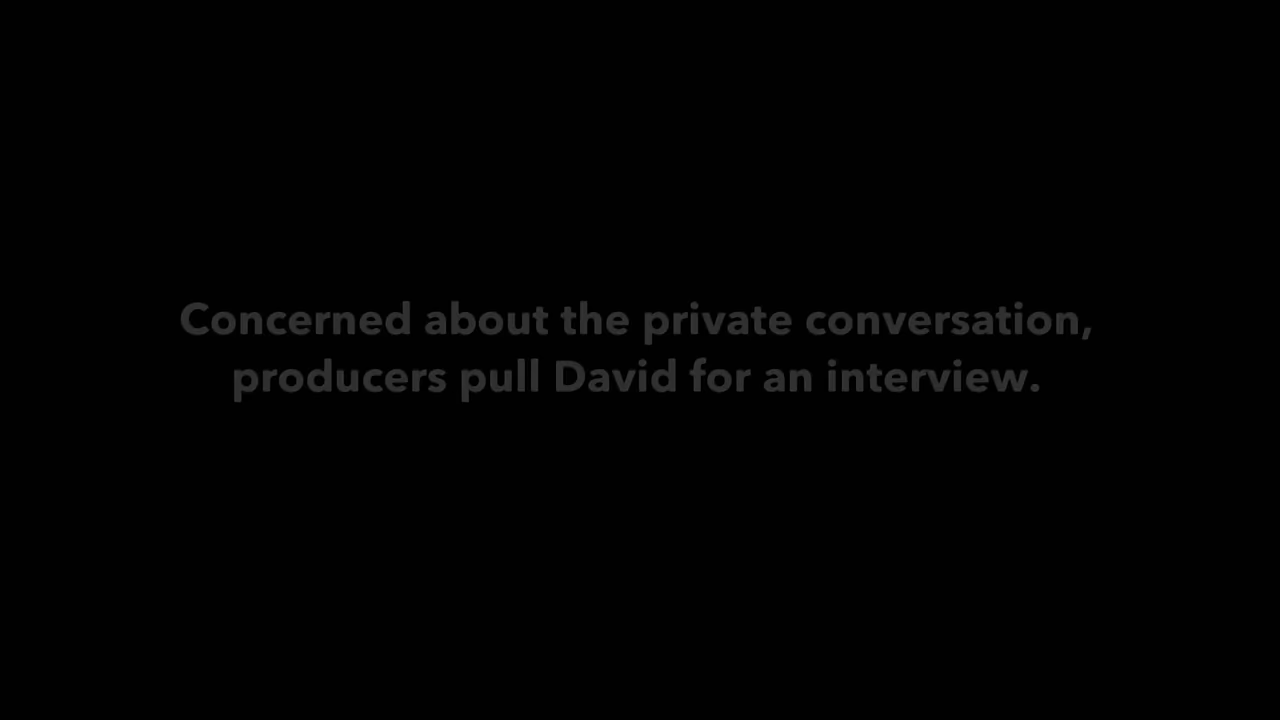 Concerned about the private conversation,
producers pull David for an interview.